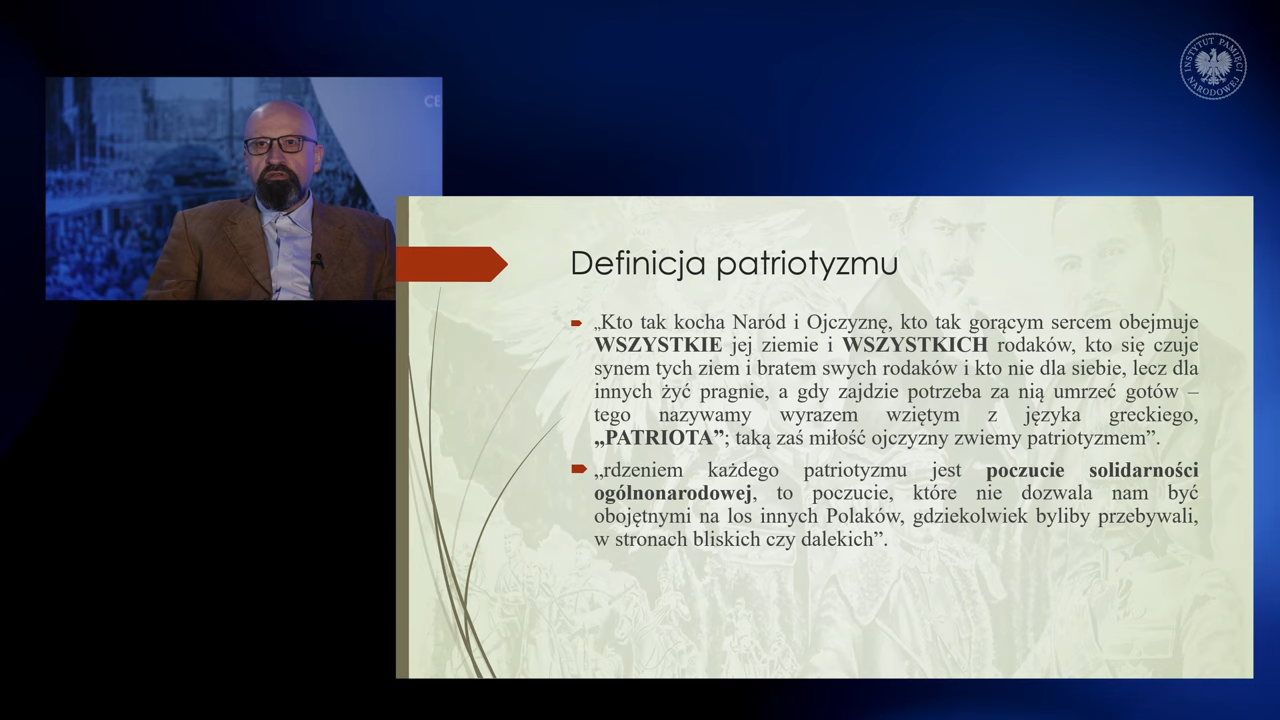 INSTYTUT PAMIĘCI NARODOWEJ
CE
Definicja patriotyzmu
„Kto tak kocha Naród i Ojczyznę, kto tak gorącym sercem obejmuje
WSZYSTKIE jej ziemie i WSZYSTKICH rodaków, kto się czuje
synem tych ziem i bratem swych rodaków i kto nie dla siebie, lecz dla
innych żyć pragnie, a gdy zajdzie potrzeba za nią umrzeć gotów –
tego nazywamy wyrazem wziętym z języka greckiego,
„PATRIOTA”; taką zaś miłość ojczyzny zwiemy patriotyzmem”.
„rdzeniem każdego patriotyzmu jest poczucie solidarności
ogólnonarodowej, to poczucie, które nie dozwala nam być
obojętnymi na los innych Polaków, gdziekolwiek byliby przebywali,
w stronach bliskich czy dalekich”.